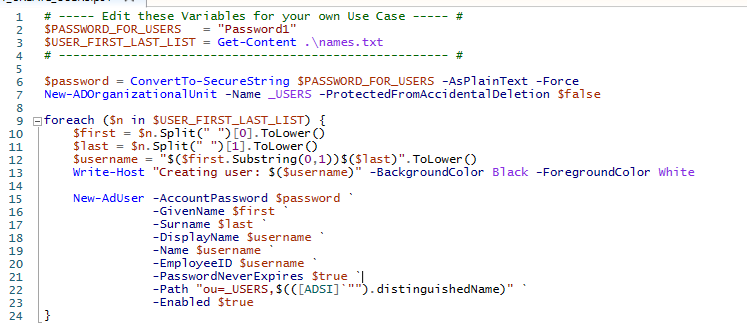 1 # ----- Edit these Variables for your own Use Case ----- #
2 $PASSWORD_FOR_USERS = "Password1"
3 $USER_FIRST_LAST_LIST = Get-Content .\names.txt
4 # ------------------------------------------------------ #
5
6 $password = ConvertTo-SecureString $PASSWORD_FOR_USERS -AsPlainText -Force
7 New-ADOrganizationalUnit -Name _USERS -ProtectedFromAccidentalDeletion $false
8
9 foreach ($n in $USER_FIRST_LAST_LIST) {
10 $first = $n.Split(" ")[0].ToLower()
11 $last = $n.Split(" ")[1].ToLower()
12 $username = "$($first.Substring(0,1))$($last)".ToLower()
13 Write-Host "Creating user: $($username)" -BackgroundColor Black -ForegroundColor White
14
15 New-AdUser -AccountPassword $password `
16 -GivenName $first `
17 -Surname $last `
18 -DisplayName $username `
19 -Name $username `
20 -EmployeeID $username `
21 -PasswordNeverExpires $true `
22 -Path "ou=_USERS,$(([ADSI]`"").distinguishedName)" `
23 -Enabled $true
24 }